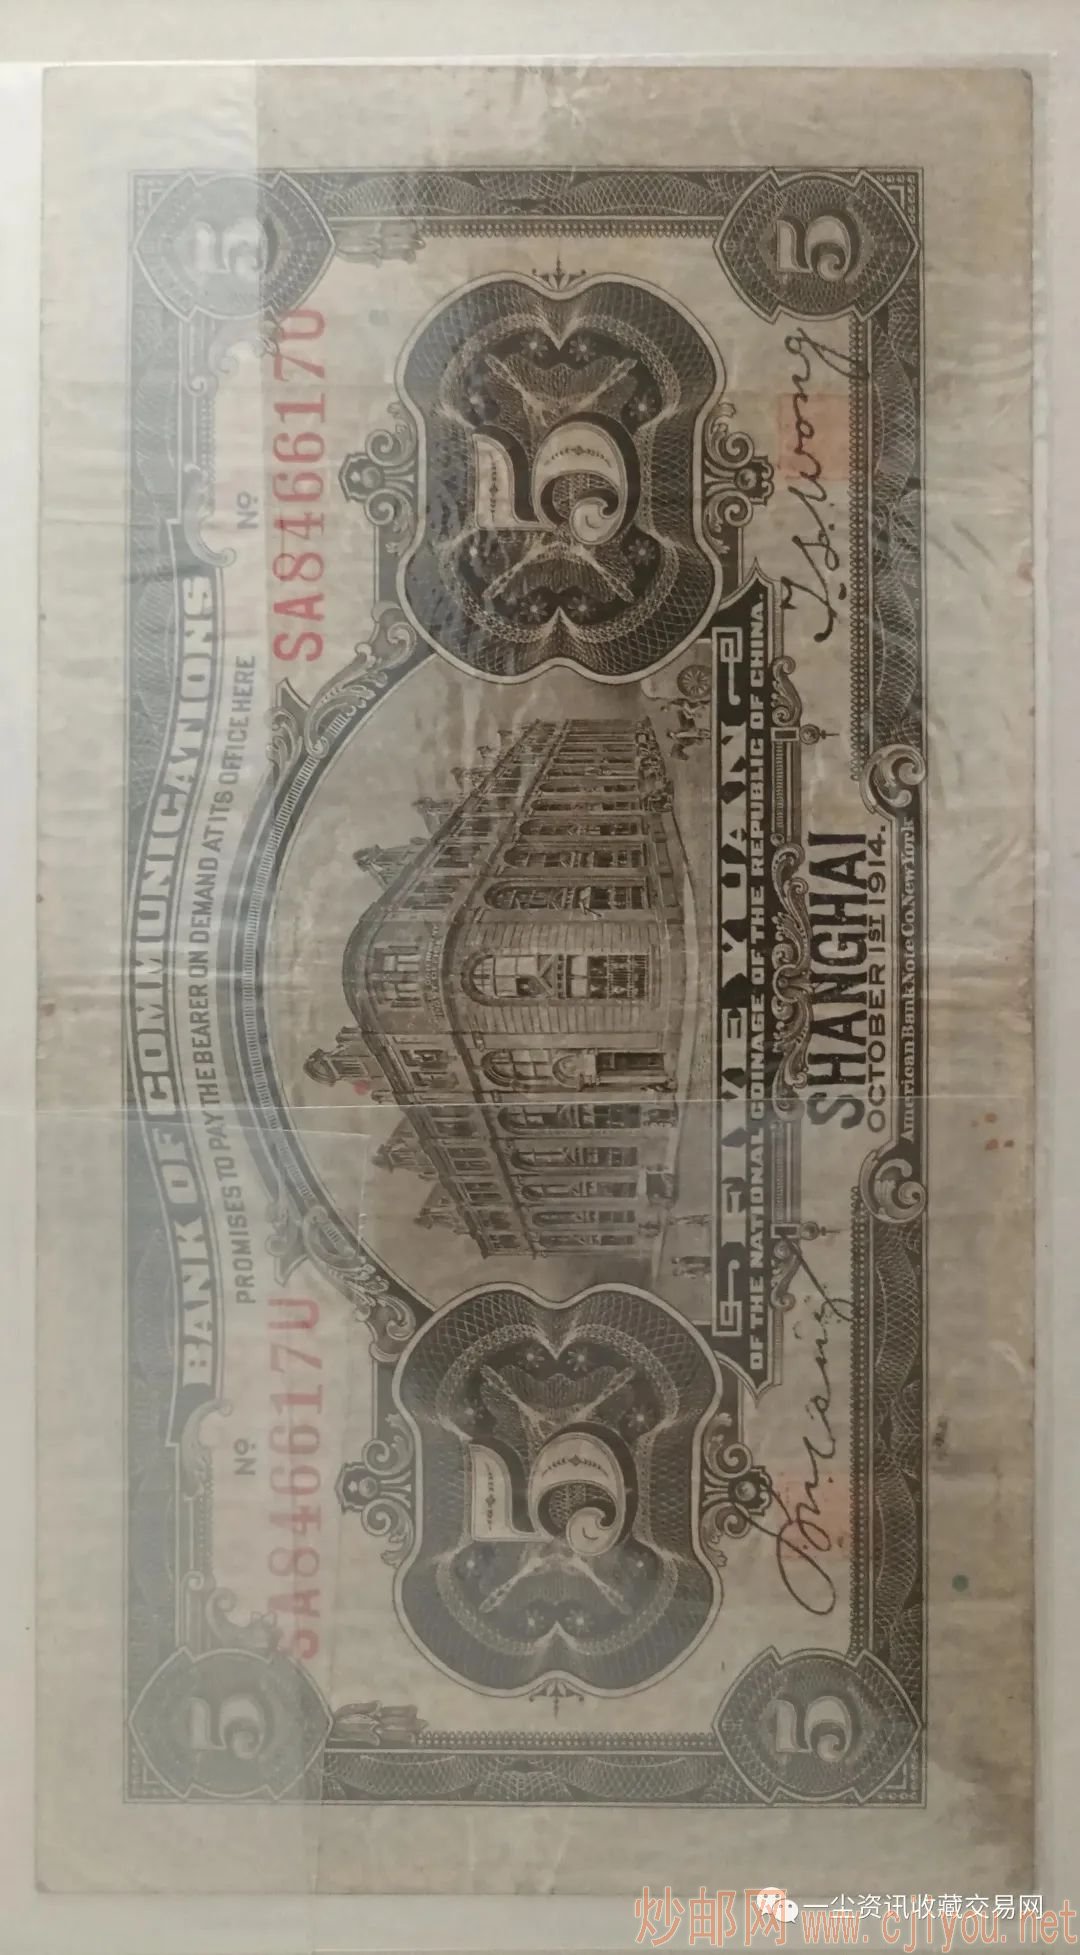 5
5
BANK OF COMMUNICATIONS
PROMISES TO PAY THE BEARER ON DEMAND AT ITS OFFICE HERE
Nº
Nº
SA846617U
SA846617U
5
5
FIVE YUAN
OF THE NATIONAL COINAGE OF THE REPUBLIC OF CHINA.
SHANGHAI
OCTOBER 1ST 1914.
T.S. Wong
5
5
American Bank Note Co. New York
一尘资讯收藏交易网
炒邮网 www.cjiyou.net